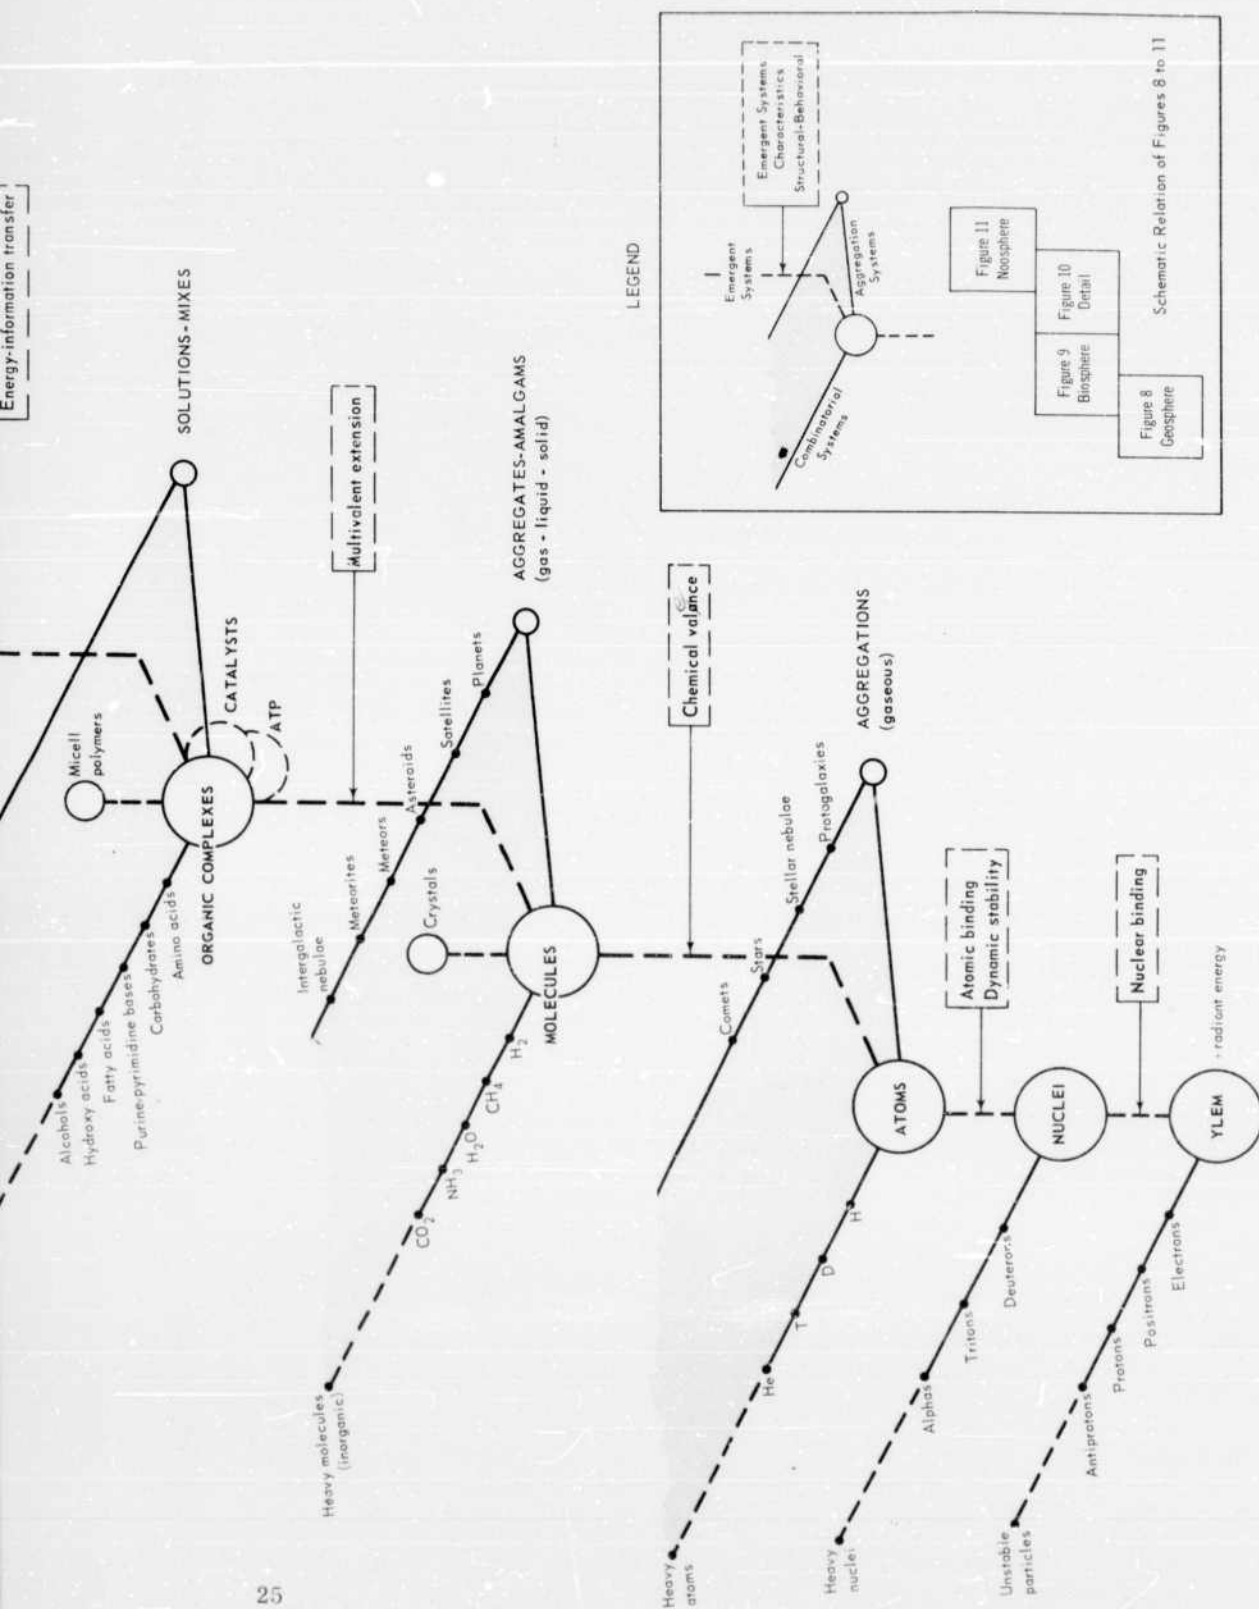 Energy-information transfer
SOLUTIONS-MIXES
Micell
polymers
CATALYSTS
ATP
ORGANIC COMPLEXES
Amino acids
Carbohydrates
Purine-pyrimidine bases
Fatty acids
Hydroxy acids
Alcohols
Multivalent extension
AGGREGATES-AMALGAMS
(gas - liquid - solid)
Planets
Satellites
Asteroids
Meteors
Meteorites
Intergalactic
nebulae
Crystals
MOLECULES
H2
CH4
H2O
NH3
CO2
Heavy molecules
(inorganic)
Chemical valance
e
AGGREGATIONS
(gaseous)
Protogalaxies
Stellar nebulae
Stars
Comets
ATOMS
H
D
T
He
Heavy
atoms
Atomic binding
Dynamic stability
NUCLEI
Deuterons
Tritons
Alphas
Heavy
nuclei
Nuclear binding
YLEM
+ radiant energy
Electrons
Positrons
Protons
Antiprotons
Unstable
particles
LEGEND
Emergent Systems
Characteristics
Structural-Behavioral
Emergent
Systems
Aggregation
Systems
Combinatorial
Systems
Figure 11
Noosphere
Figure 10
Detail
Figure 9
Biosphere
Figure 8
Geosphere
Schematic Relation of Figures 8 to 11
25